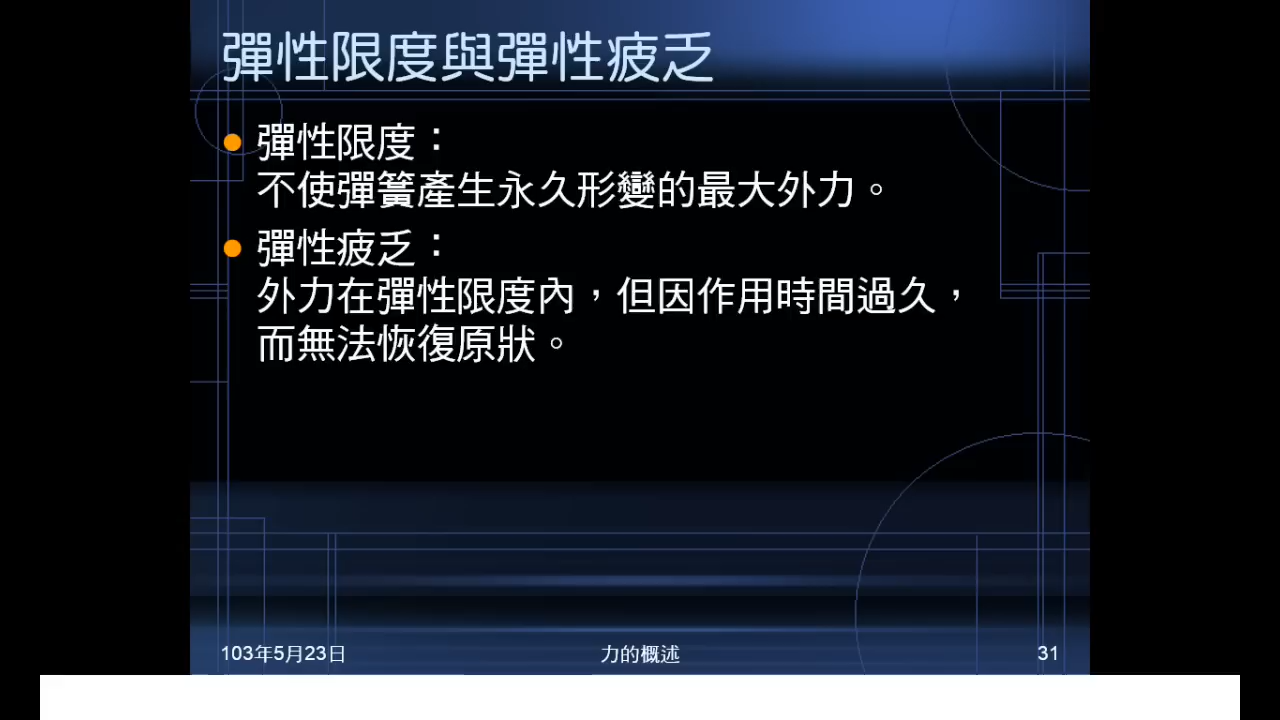 彈性限度與彈性疲乏
彈性限度：
不使彈簧產生永久形變的最大外力。
彈性疲乏：
外力在彈性限度內，但因作用時間過久，
而無法恢復原狀。
103年5月23日
力的概述
31